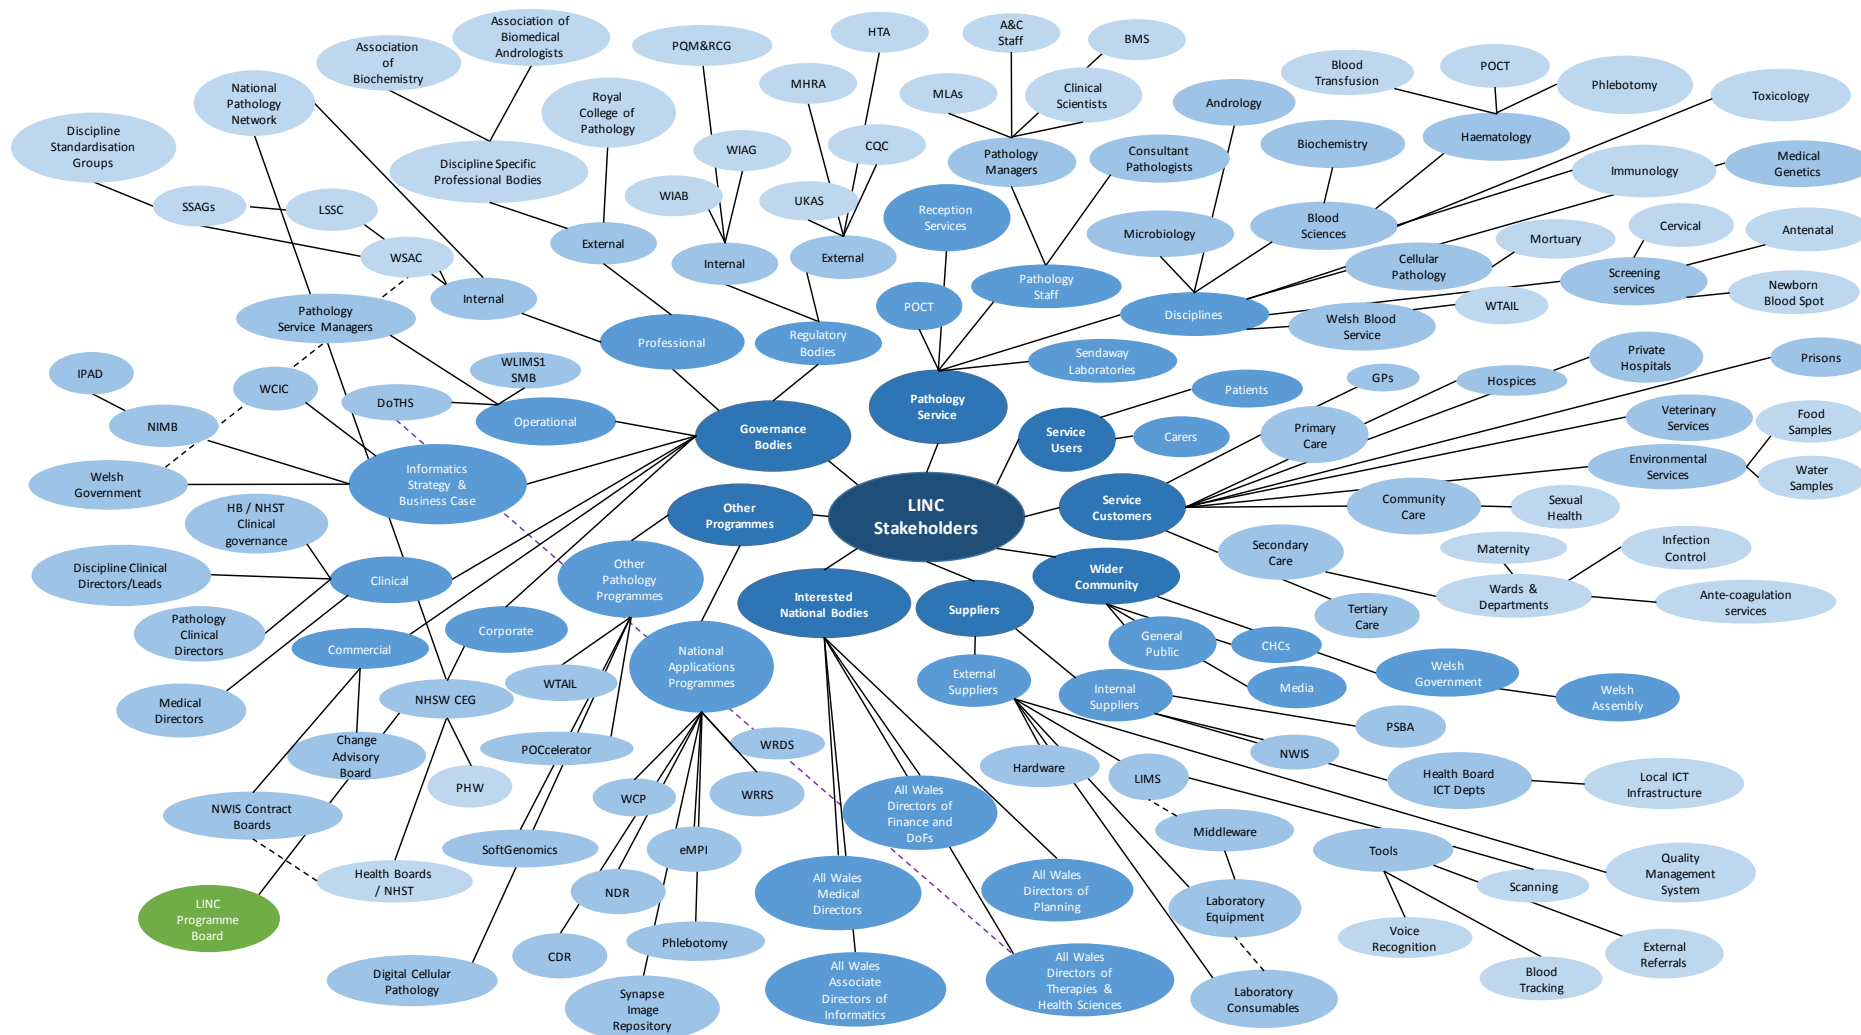 Association of
Biomedical
Andrologists
Association
of
Biochemistry
PQM&RCG
HTA
A&C
Staff
BMS
Blood
Transfusion
POCT
Phlebotomy
Toxicology
National
Pathology
Network
Royal
College of
Pathology
MHRA
MLAs
Clinical
Scientists
Andrology
Discipline
Standardisation
Groups
Discipline Specific
Professional Bodies
WIAG
CQC
Pathology
Managers
Consultant
Pathologists
Biochemistry
Haematology
Immunology
Medical
Genetics
SSAGs
LSSC
WIAB
UKAS
Reception
Services
Microbiology
Blood
Sciences
Mortuary
Cervical
Antenatal
WSAC
External
Internal
External
Cellular
Pathology
Screening
services
Newborn
Blood Spot
Internal
Pathology
Staff
POCT
Disciplines
Welsh Blood
Service
WTAIL
Pathology
Service Managers
Professional
Regulatory
Bodies
Sendaway
Laboratories
Private
Hospitals
Prisons
IPAD
WCIC
WLIMS1
SMB
DoTHS
Operational
Pathology
Service
Patients
GPs
Hospices
NIMB
Governance
Bodies
Service
Users
Carers
Primary
Care
Veterinary
Services
Food
Samples
Welsh
Government
Informatics
Strategy &
Business Case
Environmental
Services
Water
Samples
HB / NHST
Clinical
governance
Other
Programmes
LINC
Stakeholders
Service
Customers
Community
Care
Sexual
Health
Discipline Clinical
Directors/Leads
Clinical
Other
Pathology
Programmes
Interested
National Bodies
Suppliers
Wider
Community
Secondary
Care
Maternity
Infection
Control
Wards &
Departments
Ante-coagulation
services
Pathology
Clinical
Directors
Commercial
Corporate
National
Applications
Programmes
External
Suppliers
General
Public
CHCs
Tertiary
Care
Welsh
Government
Welsh
Assembly
Medical
Directors
NHSW CEG
WTAIL
Internal
Suppliers
Media
PSBA
Change
Advisory
Board
POCcelerator
WRDS
Hardware
LIMS
NWIS
Health Board
ICT Depts
Local ICT
Infrastructure
PHW
WCP
WRRS
NWIS Contract
Boards
All Wales
Directors of
Finance and
DoFs
Middleware
SoftGenomics
eMPI
Tools
Quality
Management
System
Health Boards
/ NHST
NDR
All Wales
Medical
Directors
All Wales
Directors of
Planning
Laboratory
Equipment
Scanning
LINC
Programme
Board
Phlebotomy
Voice
Recognition
External
Referrals
CDR
Digital Cellular
Pathology
Blood
Tracking
Synapse
Image
Repository
All Wales
Associate
Directors of
Informatics
All Wales
Directors of
Therapies &
Health Sciences
Laboratory
Consumables